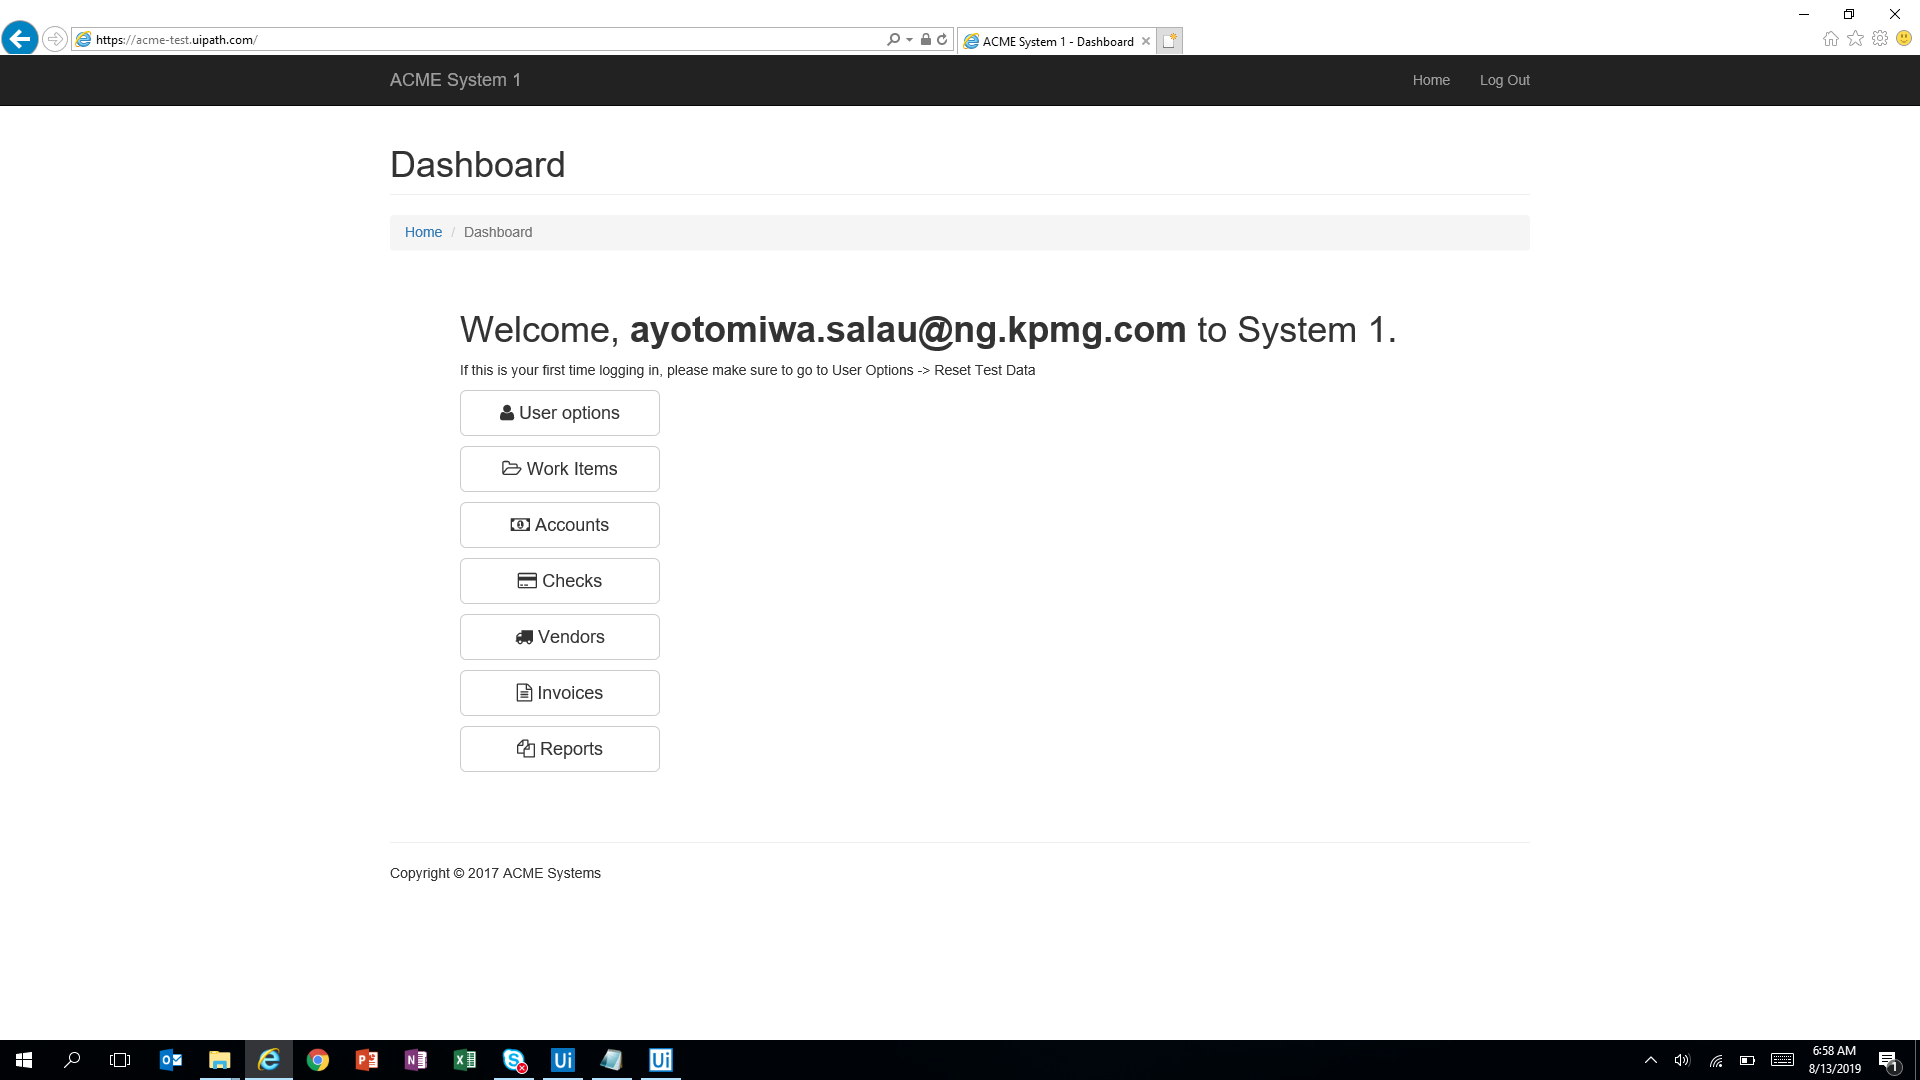 https://acme-test.uipath.com/
ACME System 1 - Dashboard
ACME System 1
Home
Log Out
Dashboard
Home / Dashboard
Welcome, ayotomiwa.salau@ng.kpmg.com to System 1.
If this is your first time logging in, please make sure to go to User Options -> Reset Test Data
User options
Work Items
Accounts
Checks
Vendors
Invoices
Reports
Copyright © 2017 ACME Systems
Ui
Ui
6:58 AM
8/13/2019
1